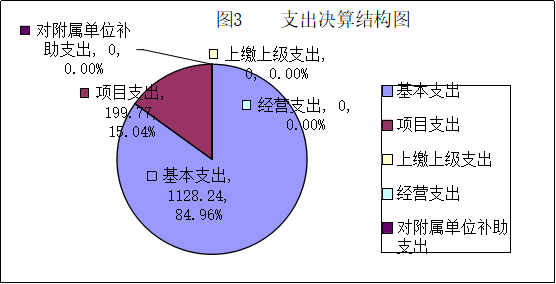 图3 支出决算结构图
对附属单位补
助支出, 0,
0.00%
上缴上级支出
, 0, 0.00%
项目支出,
199.77,
15.04%
经营支出, 0,
0.00%
基本支出,
1128.24,
84.96%
基本支出
项目支出
上缴上级支出
经营支出
对附属单位补助
支出